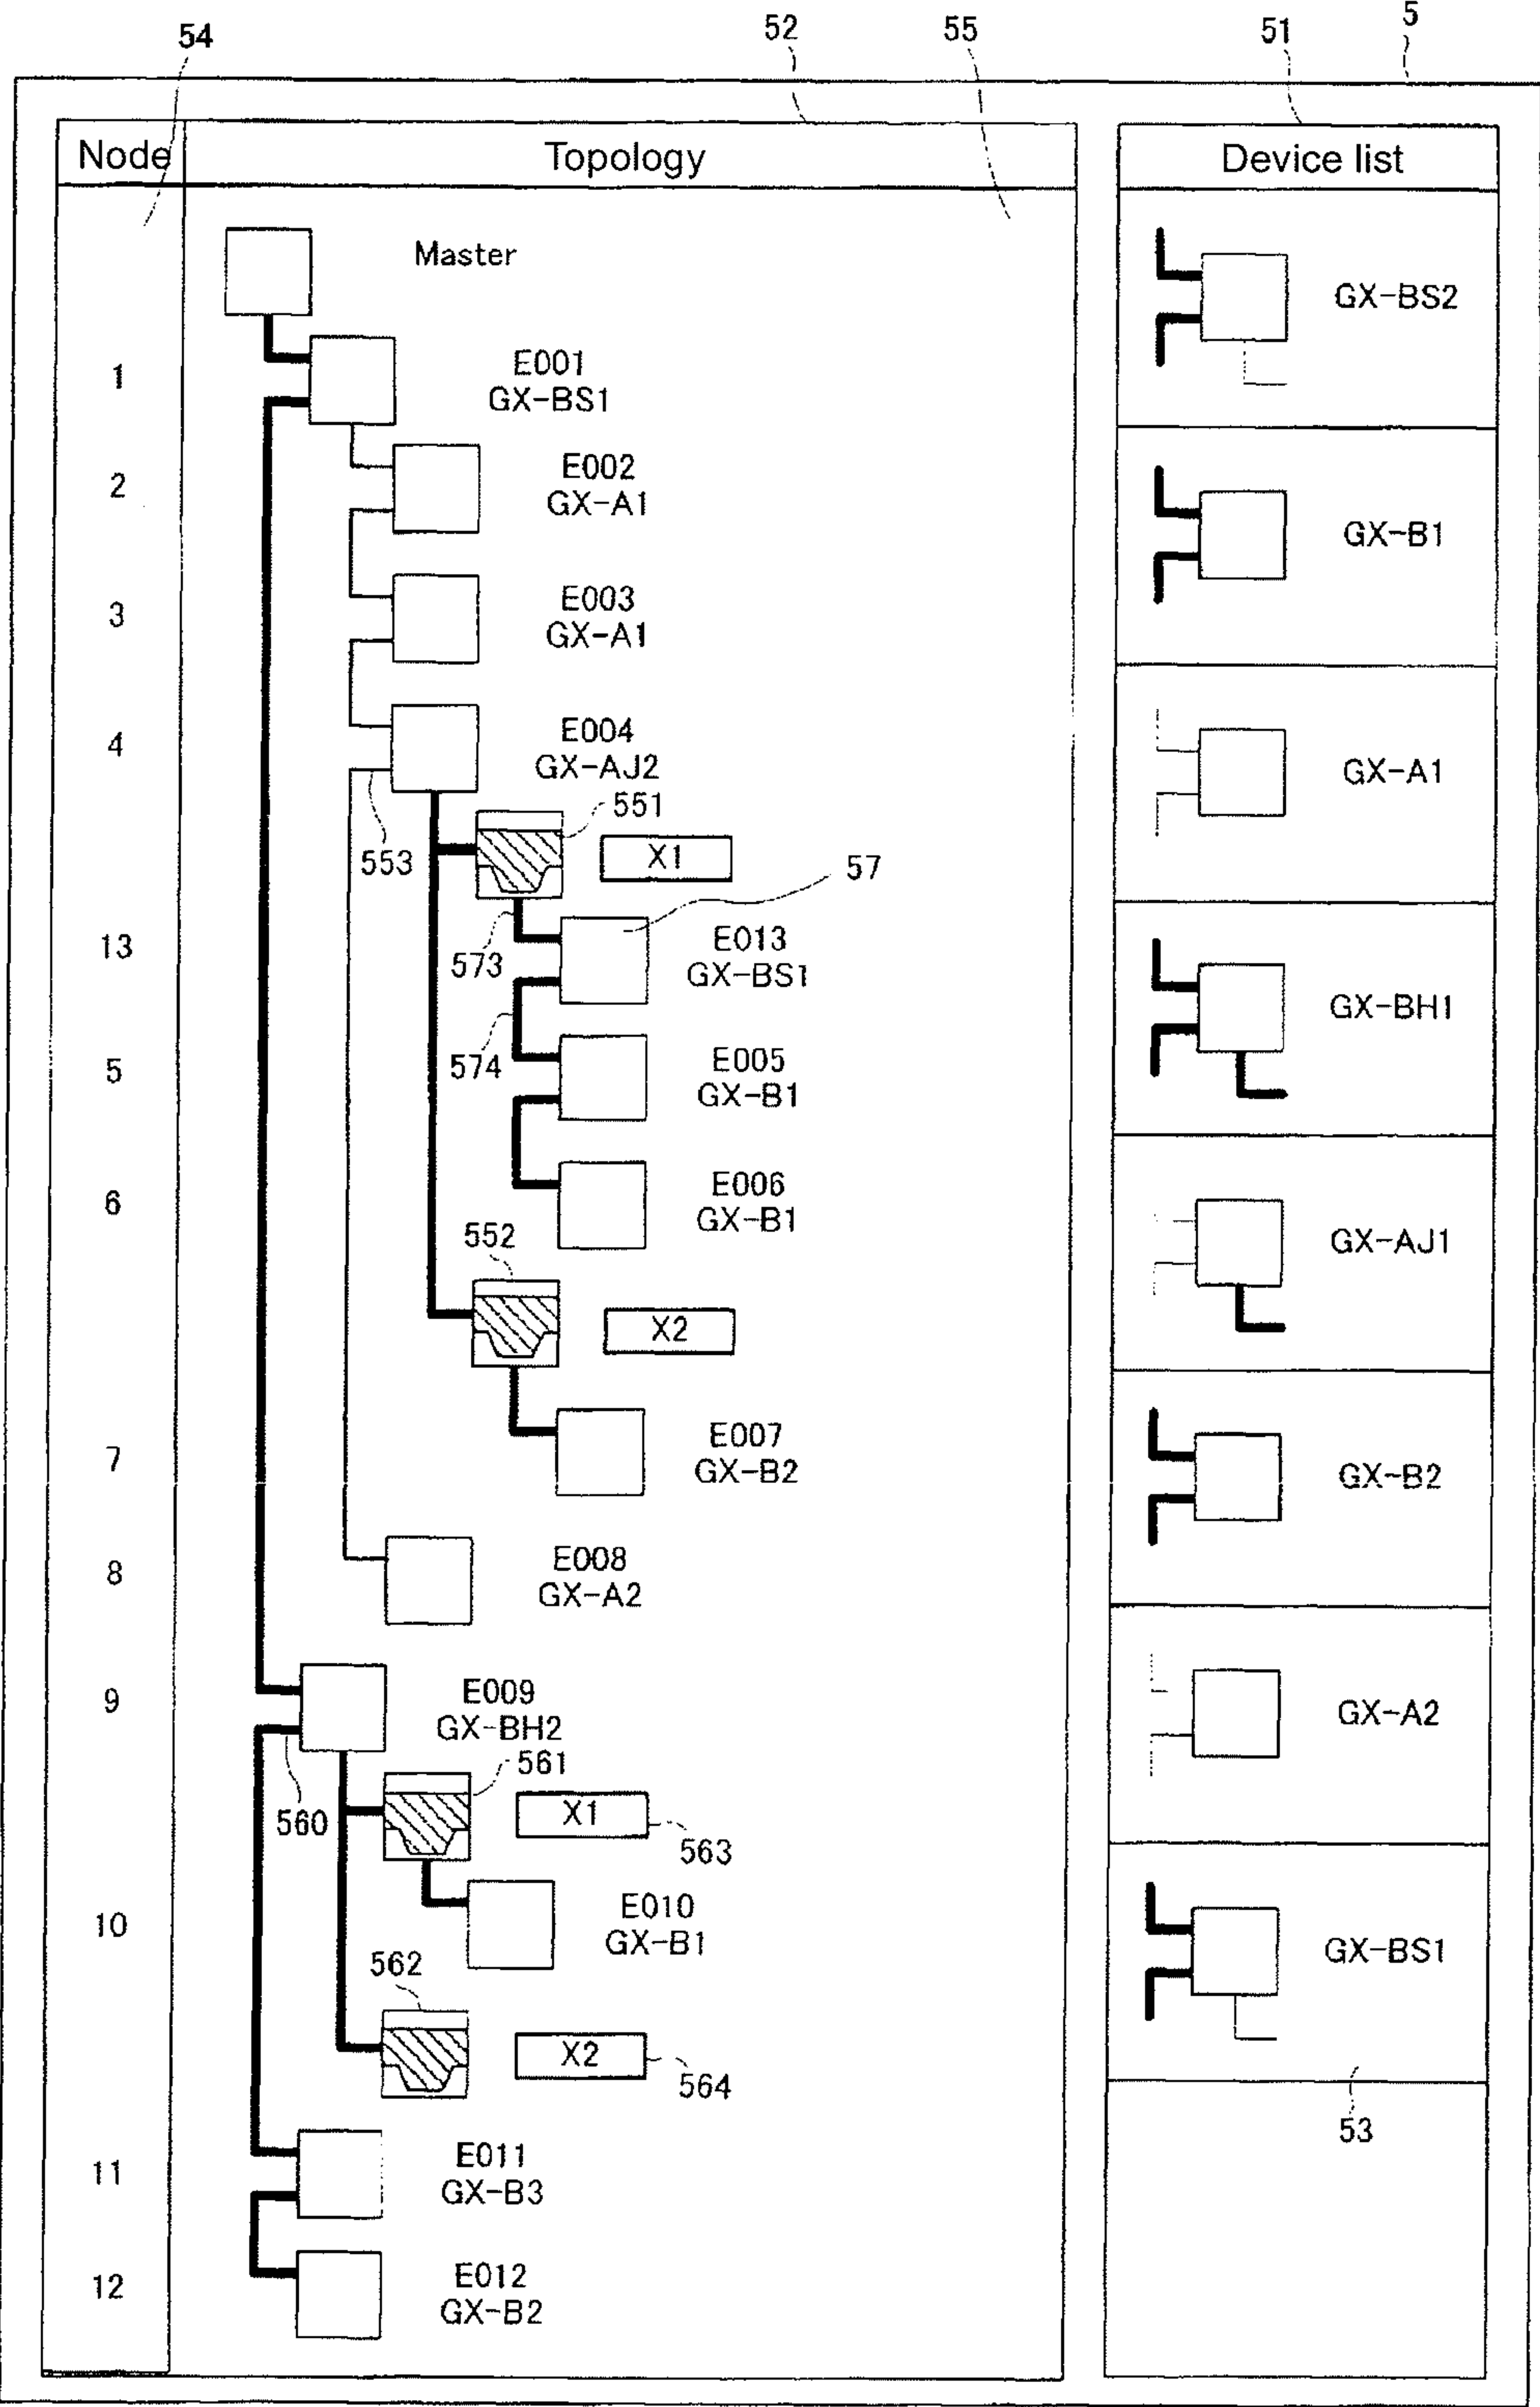 54
52
55
51
5
Node
Topology
Device list
Master
1
E001
GX-BS1
2
E002
GX-A1
3
E003
GX-A1
4
E004
GX-AJ2
553
551
X1
57
13
573
E013
GX-BS1
574
5
E005
GX-B1
6
E006
GX-B1
552
X2
7
E007
GX-B2
8
E008
GX-A2
9
E009
GX-BH2
560
561
X1
563
10
E010
GX-B1
562
X2
564
11
E011
GX-B3
12
E012
GX-B2
GX-BS2
GX-B1
GX-A1
GX-BH1
GX-AJ1
GX-B2
GX-A2
GX-BS1
53